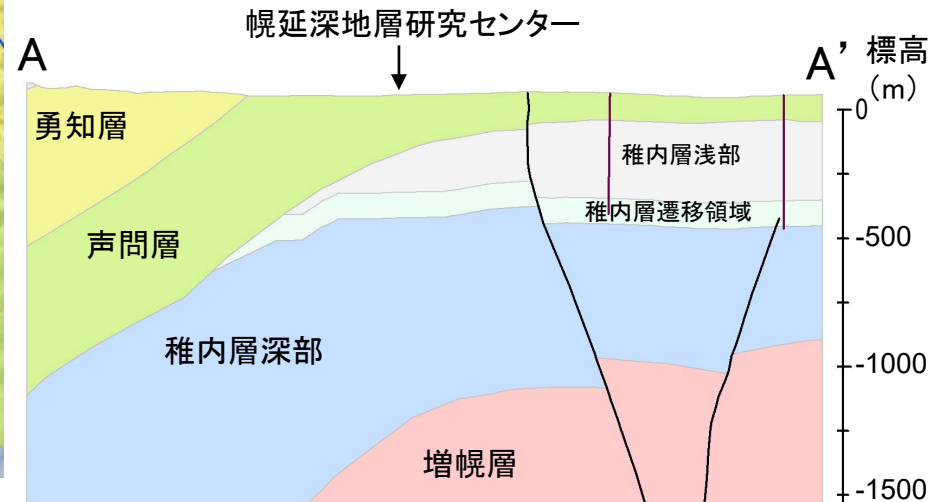 幌延深地層研究センター
A
A’
標高
(m)
勇知層
0
稚内層浅部
稚内層遷移領域
声問層
-500
稚内層深部
-1000
増幌層
-1500